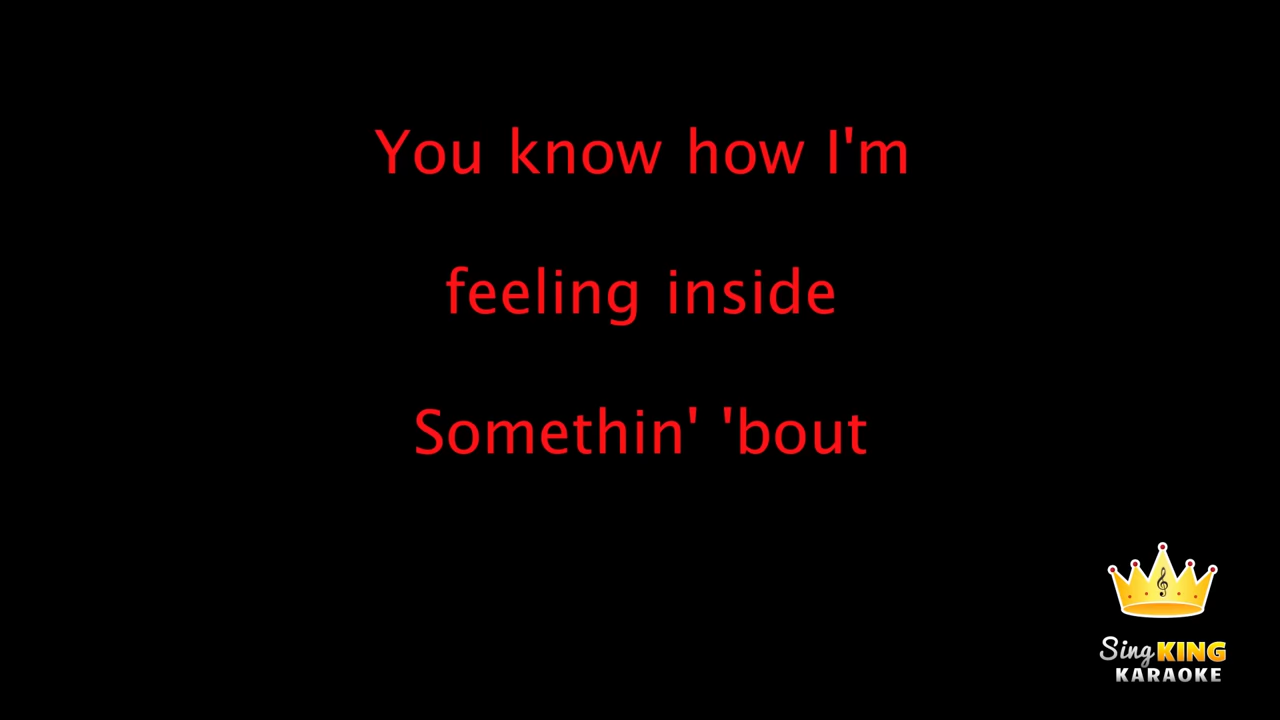 You know how I'm
feeling inside
Somethin' 'bout
Sing KING
KARAOKE